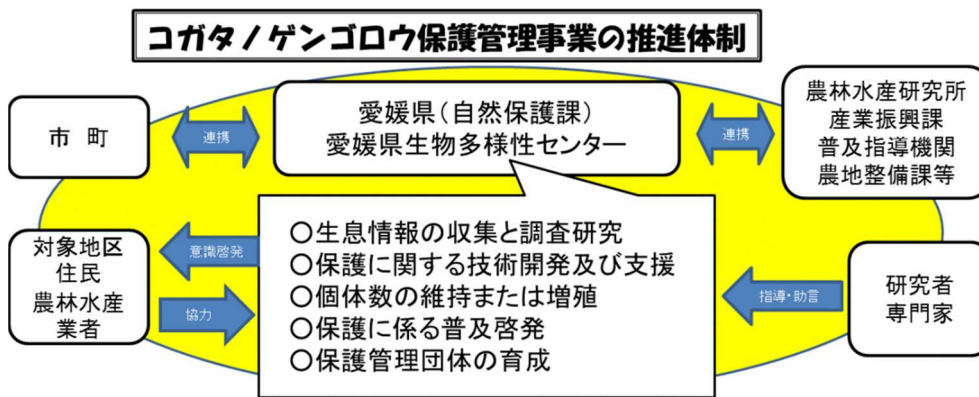 コガタノゲンゴロウ保護管理事業の推進体制
市 町
連携
愛媛県(自然保護課)
愛媛県生物多様性センター
連携
農林水産研究所
産業振興課
普及指導機関
農地整備課等
対象地区
住民
農林水産
業者
意識啓発
協力
○生息情報の収集と調査研究
○保護に関する技術開発及び支援
○個体数の維持または増殖
○保護に係る普及啓発
○保護管理団体の育成
指導・助言
研究者
専門家